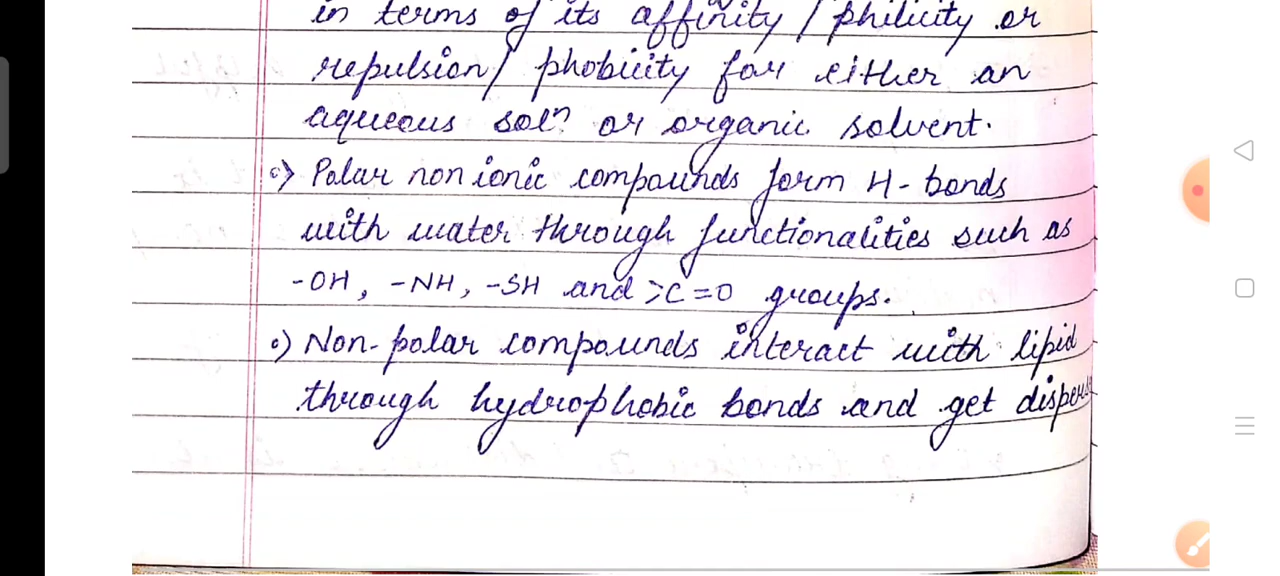 in terms of its affinity / philicity or
repulsion / phobicity for either an
aqueous solⁿ or organic solvent.
•) Polar non ionic compounds form H-bonds
with water through functionalities such as
-OH, -NH, -SH and >C=O groups.
•) Non-polar compounds interact with lipid
through hydrophobic bonds and get